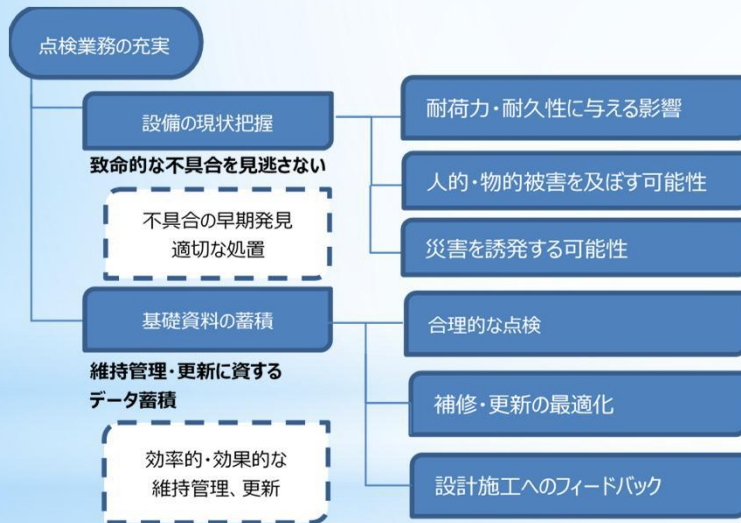 点検業務の充実
設備の現状把握
致命的な不具合を見逃さない
不具合の早期発見
適切な処置
耐荷力・耐久性に与える影響
人的・物的被害を及ぼす可能性
災害を誘発する可能性
基礎資料の蓄積
維持管理・更新に資する
データ蓄積
効率的・効果的な
維持管理、更新
合理的な点検
補修・更新の最適化
設計施工へのフィードバック